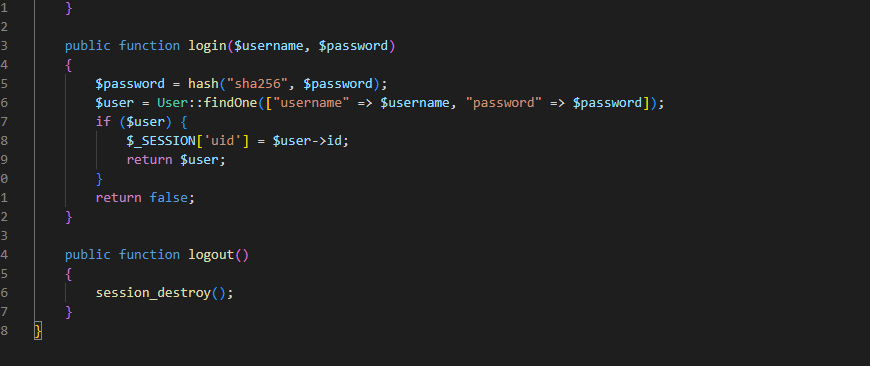 1 }
2
3 public function login($username, $password)
4 {
5 $password = hash("sha256", $password);
6 $user = User::findOne(["username" => $username, "password" => $password]);
7 if ($user) {
8 $_SESSION['uid'] = $user->id;
9 return $user;
0 }
1 return false;
2 }
3
4 public function logout()
5 {
6 session_destroy();
7 }
8 }